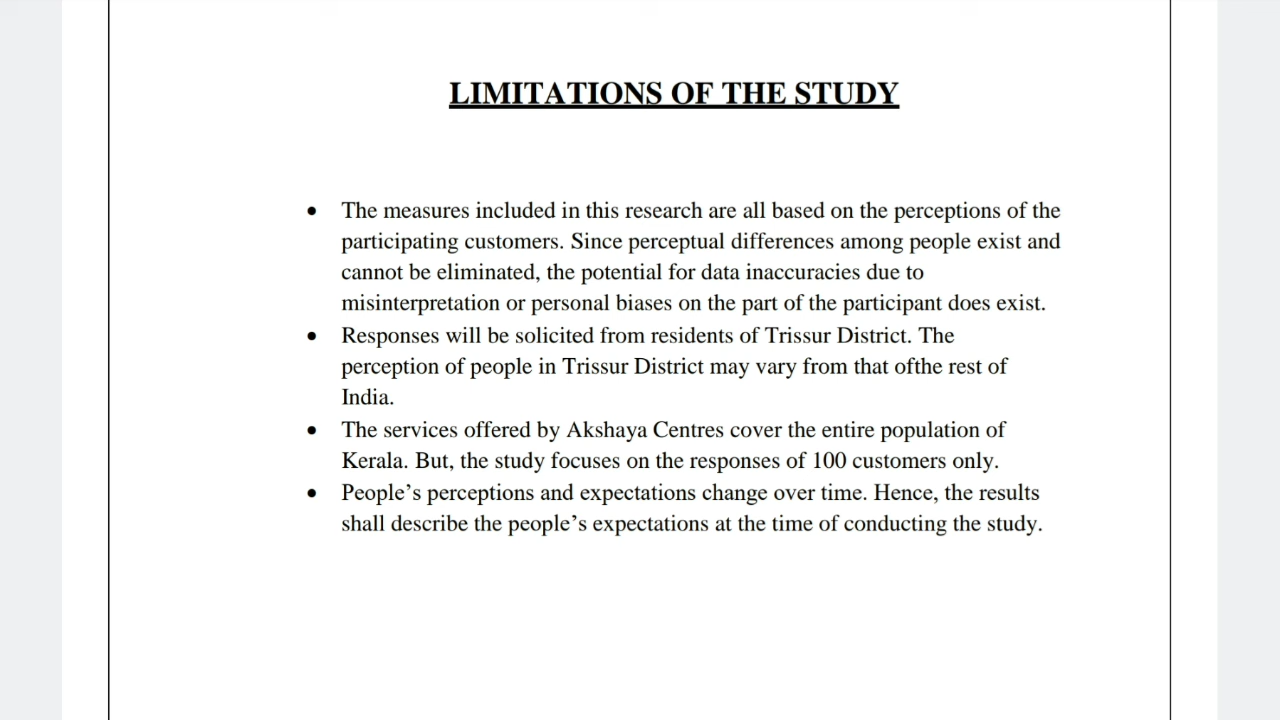 LIMITATIONS OF THE STUDY
• The measures included in this research are all based on the perceptions of the
participating customers. Since perceptual differences among people exist and
cannot be eliminated, the potential for data inaccuracies due to
misinterpretation or personal biases on the part of the participant does exist.
• Responses will be solicited from residents of Trissur District. The
perception of people in Trissur District may vary from that ofthe rest of
India.
• The services offered by Akshaya Centres cover the entire population of
Kerala. But, the study focuses on the responses of 100 customers only.
• People’s perceptions and expectations change over time. Hence, the results
shall describe the people’s expectations at the time of conducting the study.